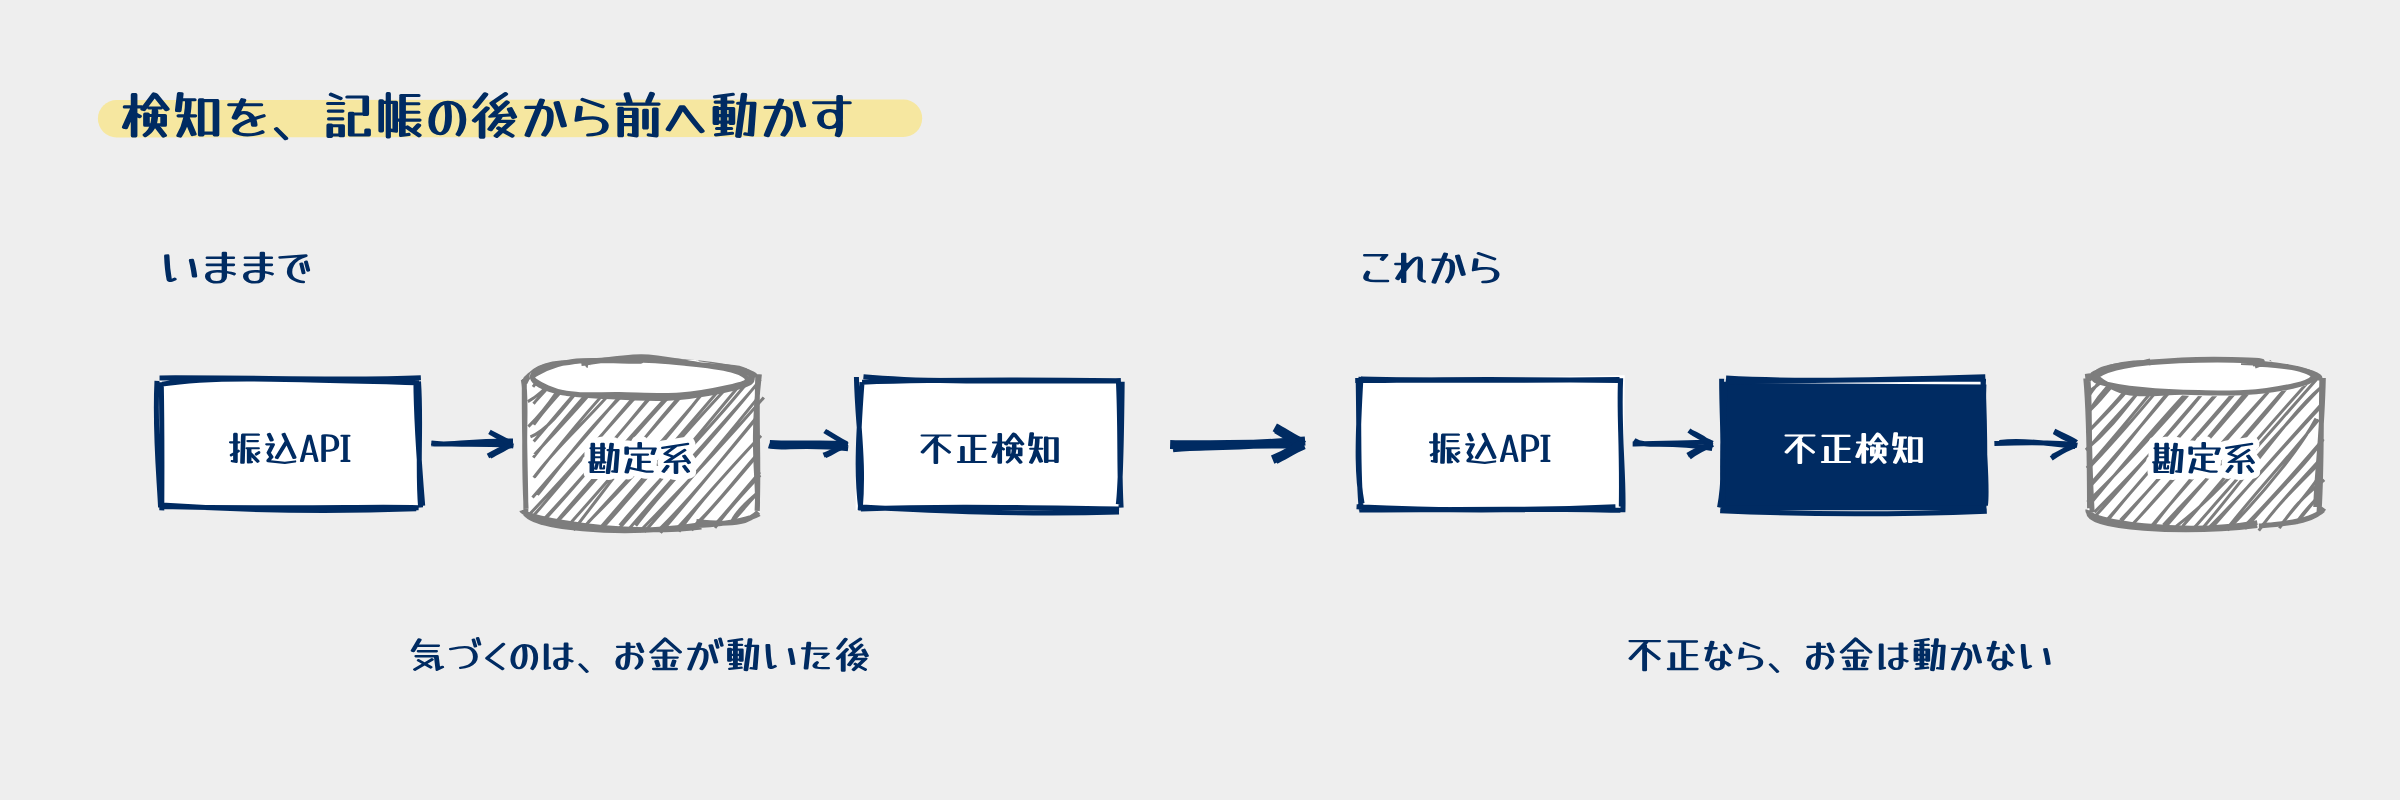 検知を、記帳の後から前へ動かす
いままで
振込API
勘定系
不正検知
気づくのは、お金が動いた後
これから
振込API
不正検知
勘定系
不正なら、お金は動かない